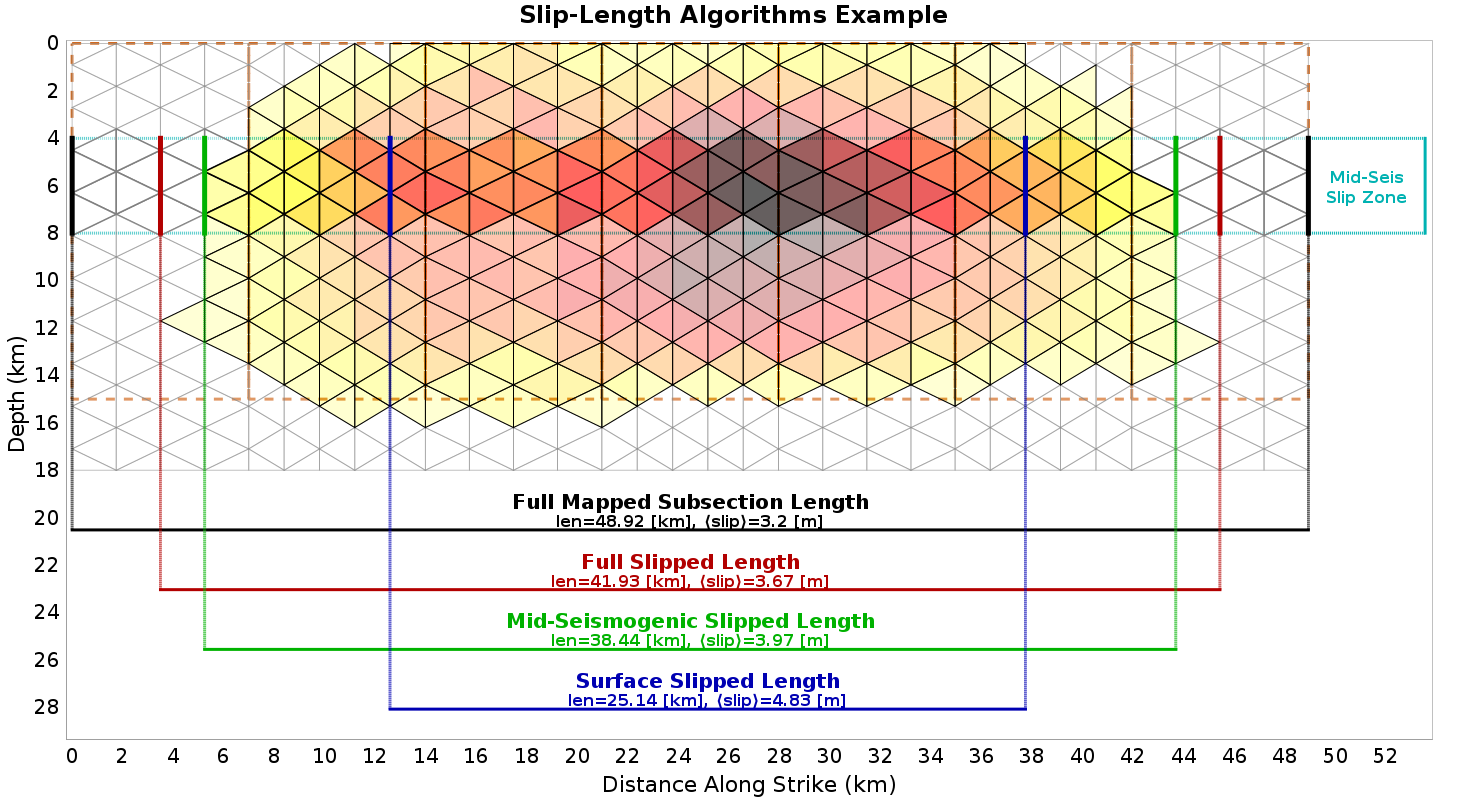 Slip-Length Algorithms Example
0
2
4
6
8
10
12
14
16
18
20
22
24
26
28
Depth (km)
Mid-Seis
Slip Zone
Full Mapped Subsection Length
len=48.92 [km], ⟨slip⟩=3.2 [m]
Full Slipped Length
len=41.93 [km], ⟨slip⟩=3.67 [m]
Mid-Seismogenic Slipped Length
len=38.44 [km], ⟨slip⟩=3.97 [m]
Surface Slipped Length
len=25.14 [km], ⟨slip⟩=4.83 [m]
0 2 4 6 8 10 12 14 16 18 20 22 24 26 28 30 32 34 36 38 40 42 44 46 48 50 52
Distance Along Strike (km)